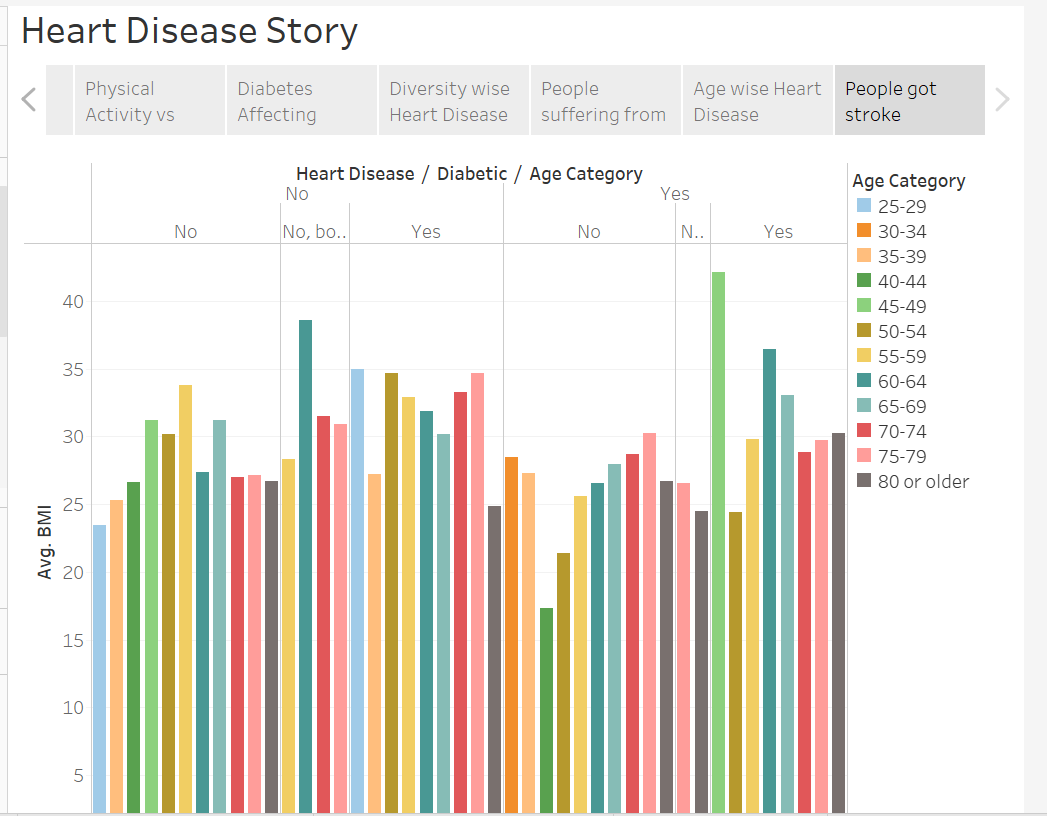 Heart Disease Story
Physical
Activity vs
Diabetes
Affecting
Diversity wise
Heart Disease
People
suffering from
Age wise Heart
Disease
People got
stroke
Heart Disease / Diabetic / Age Category
No
Yes
No
No, bo..
Yes
No
N..
Yes
40
35
30
25
20
15
10
5
Avg. BMI
Age Category
25-29
30-34
35-39
40-44
45-49
50-54
55-59
60-64
65-69
70-74
75-79
80 or older